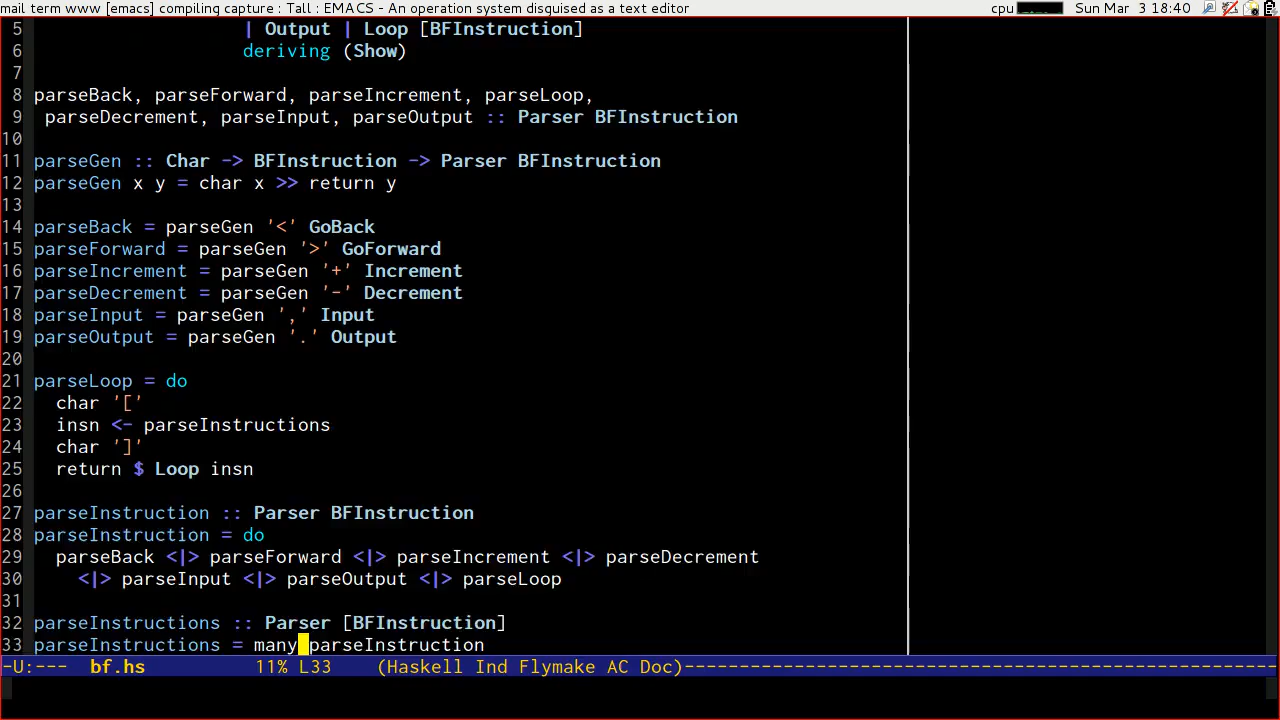 mail term www [emacs] compiling capture : Tall : EMACS - An operation system disguised as a text editor cpu Sun Mar 3 18:40
5 | Output | Loop [BFInstruction]
6 deriving (Show)
7
8 parseBack, parseForward, parseIncrement, parseLoop,
9 parseDecrement, parseInput, parseOutput :: Parser BFInstruction
10
11 parseGen :: Char -> BFInstruction -> Parser BFInstruction
12 parseGen x y = char x >> return y
13
14 parseBack = parseGen '<' GoBack
15 parseForward = parseGen '>' GoForward
16 parseIncrement = parseGen '+' Increment
17 parseDecrement = parseGen '-' Decrement
18 parseInput = parseGen ',' Input
19 parseOutput = parseGen '.' Output
20
21 parseLoop = do
22 char '['
23 insn <- parseInstructions
24 char ']'
25 return $ Loop insn
26
27 parseInstruction :: Parser BFInstruction
28 parseInstruction = do
29 parseBack <|> parseForward <|> parseIncrement <|> parseDecrement
30 <|> parseInput <|> parseOutput <|> parseLoop
31
32 parseInstructions :: Parser [BFInstruction]
33 parseInstructions = many parseInstruction
-U:--- bf.hs 11% L33 (Haskell Ind Flymake AC Doc)------------------------------------------------------